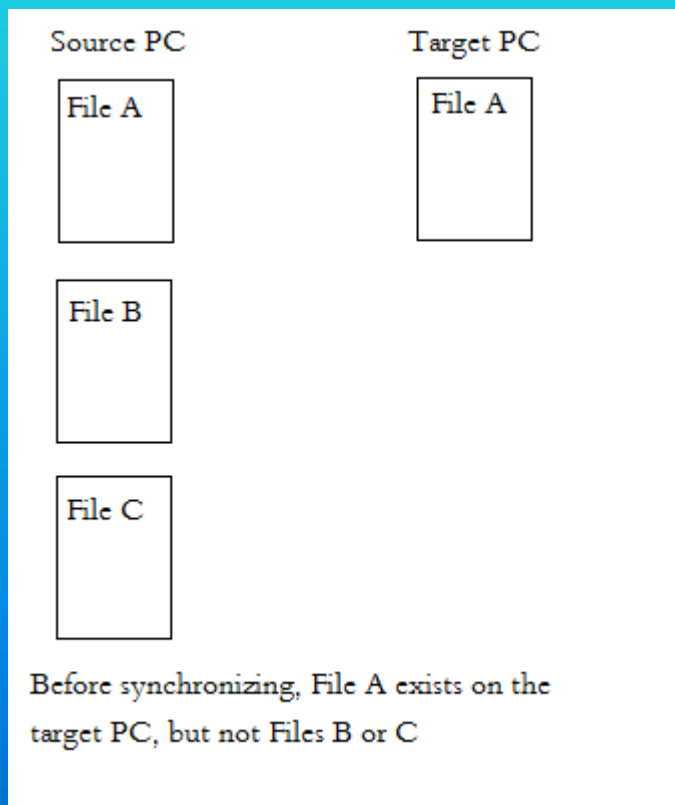 Source PC Target PC
File A File A
File B
File C
Before synchronizing, File A exists on the
target PC, but not Files B or C